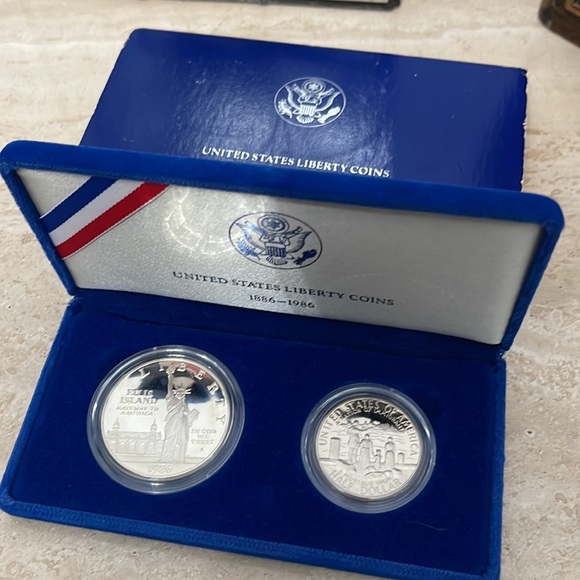 UNITED STATES LIBERTY COINS
UNITED STATES LIBERTY COINS
1886–1986
LIBERTY
ELLIS
ISLAND
GATEWAY TO
AMERICA
IN GOD
WE
TRUST
1986
UNITED STATES OF AMERICA
HALF DOLLAR